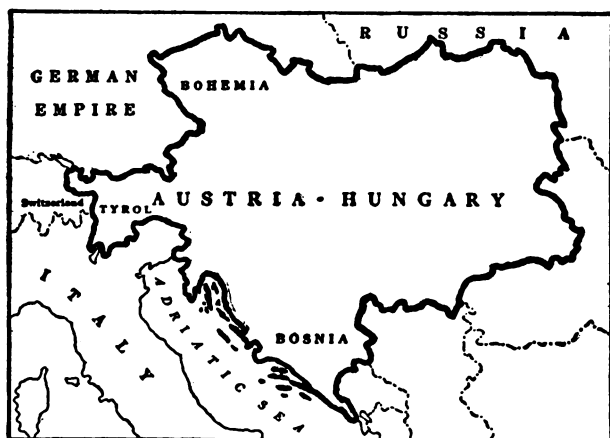 RUSSIA
GERMAN
EMPIRE
BOHEMIA
Switzerland
TYROL
AUSTRIA-HUNGARY
ITALY
ADRIATIC SEA
BOSNIA